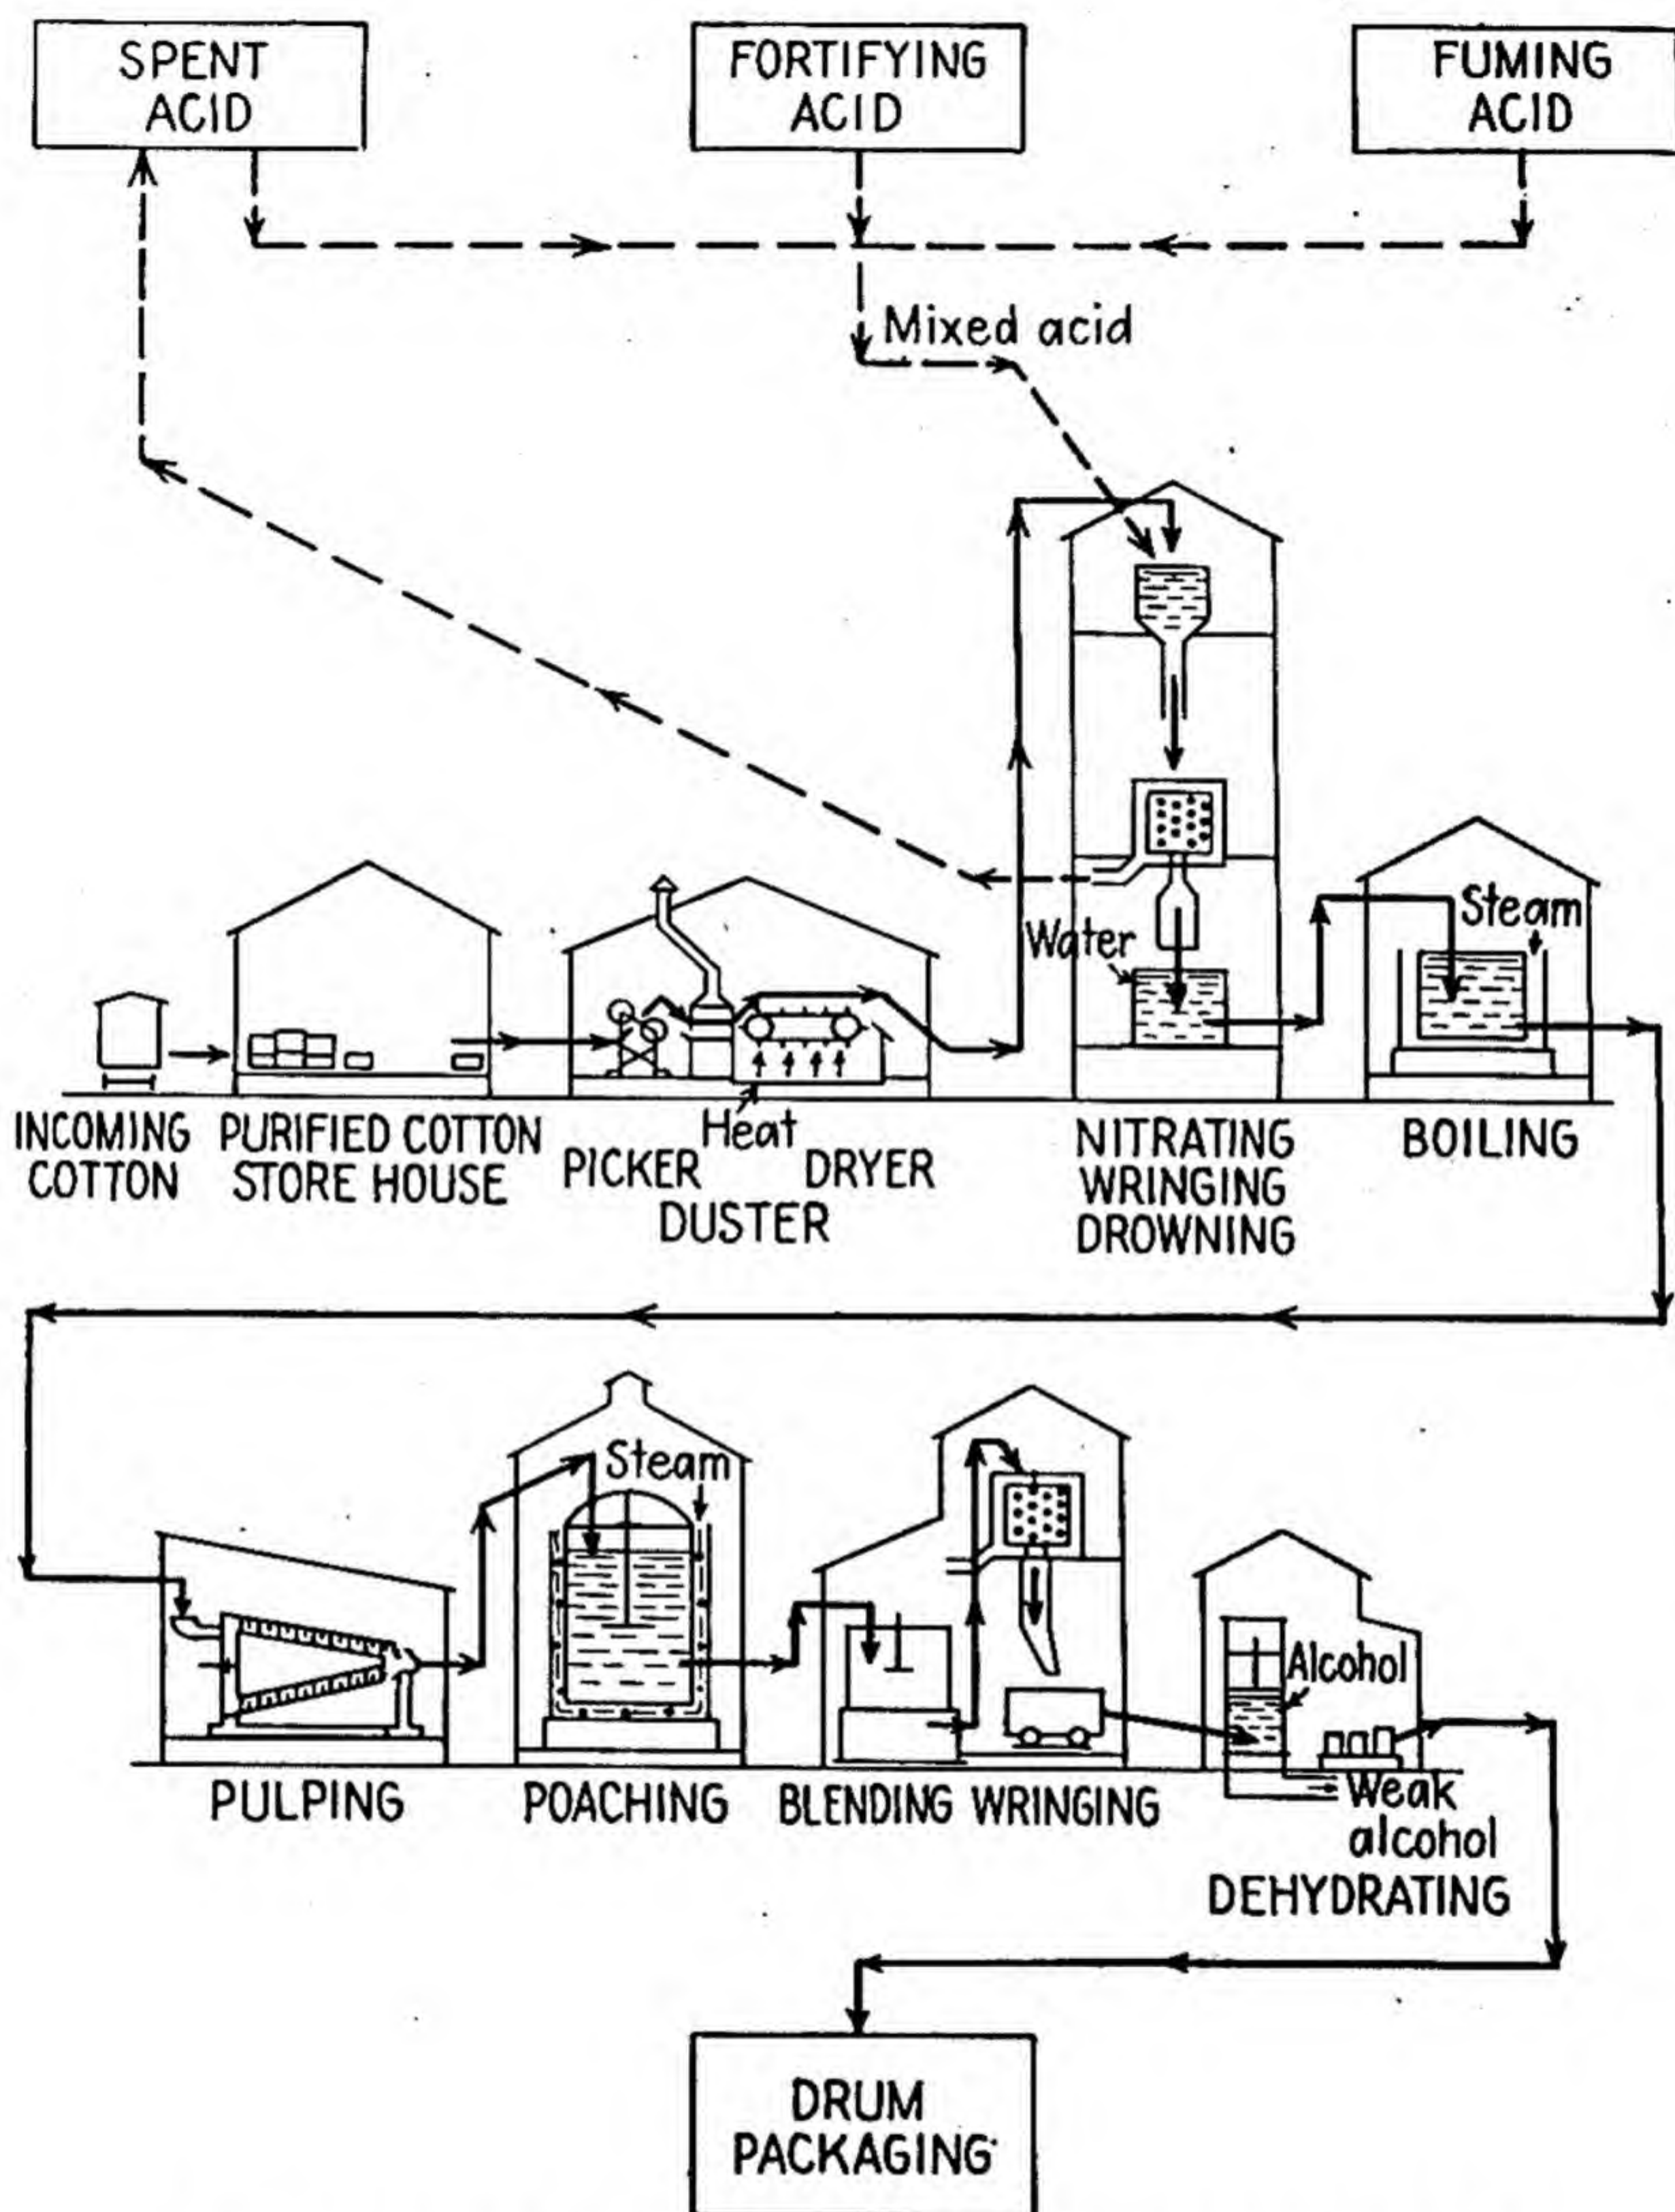 SPENT
ACID
FORTIFYING
ACID
FUMING
ACID
Mixed acid
Water
Steam
INCOMING
COTTON
PURIFIED COTTON
STORE HOUSE
PICKER
Heat
DRYER
DUSTER
NITRATING
WRINGING
DROWNING
BOILING
Steam
Alcohol
PULPING
POACHING
BLENDING
WRINGING
Weak
alcohol
DEHYDRATING
DRUM
PACKAGING